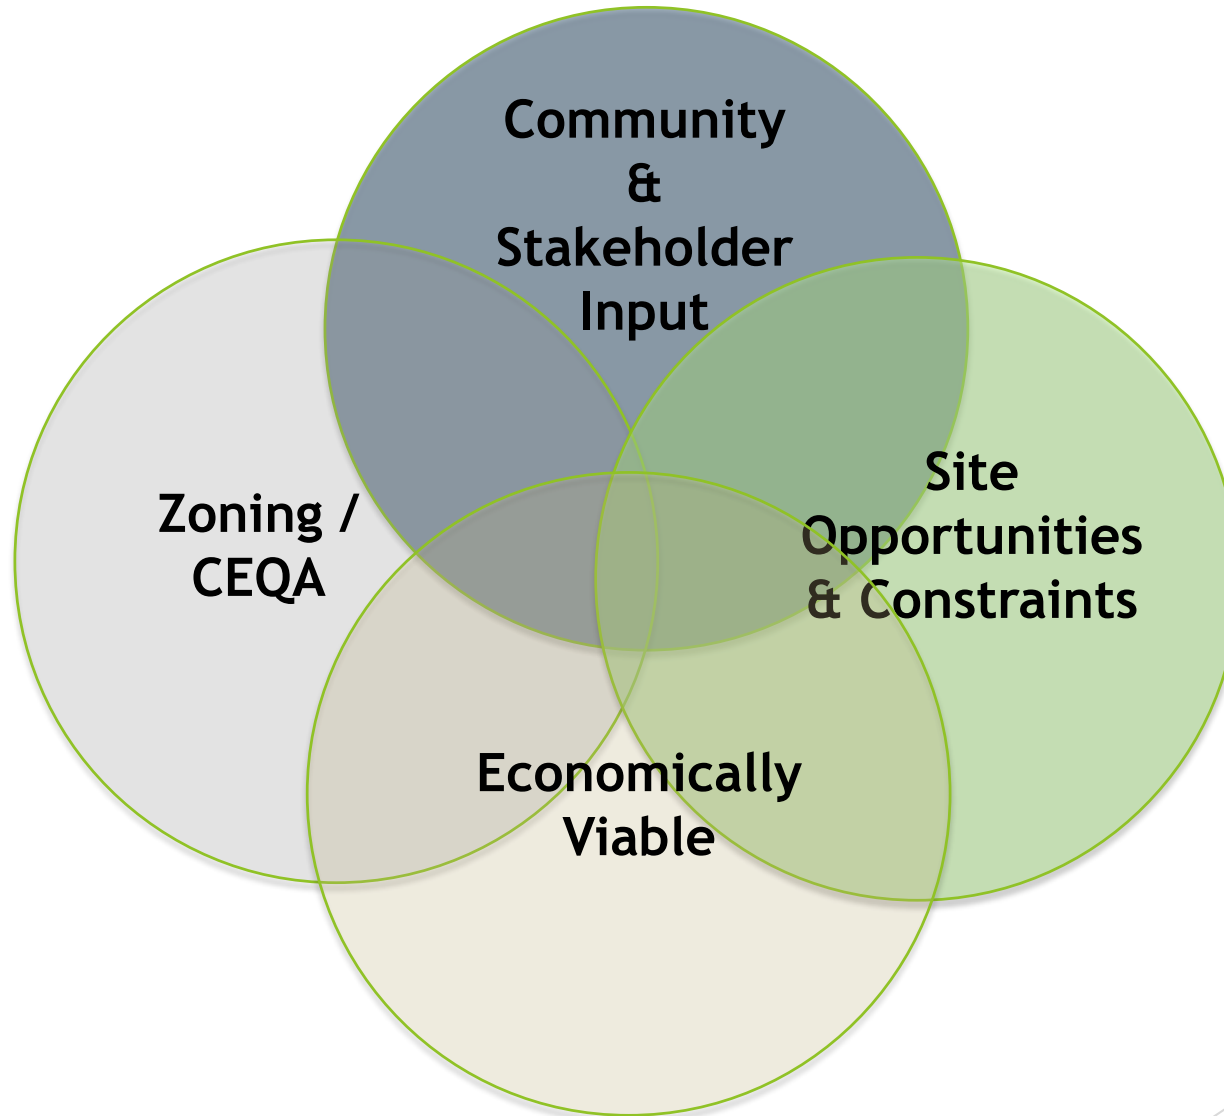 Community
&
Stakeholder
Input
Zoning /
CEQA
Site
Opportunities
& Constraints
Economically
Viable